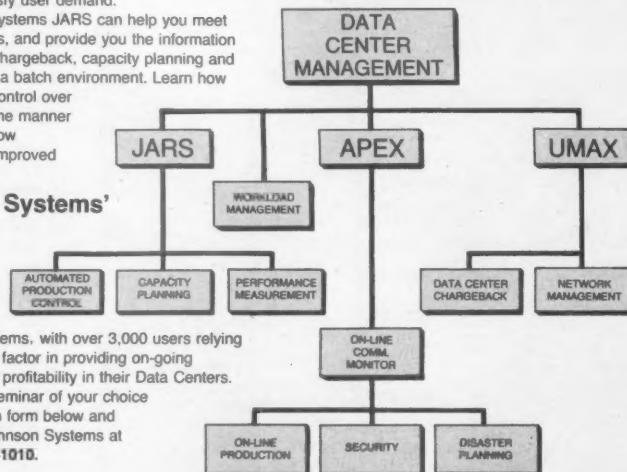 user demand.
ystems JARS can help you meet
s, and provide you the information
hargeback, capacity planning and
a batch environment. Learn how
ontrol over
ne manner
ow
mproved
Systems'
ems, with over 3,000 users relying
factor in providing on-going
profitability in their Data Centers.
eminar of your choice
form below and
hnson Systems at
1010.
DATA
CENTER
MANAGEMENT
JARS
APEX
UMAX
WORKLOAD
MANAGEMENT
AUTOMATED
PRODUCTION
CONTROL
CAPACITY
PLANNING
PERFORMANCE
MEASUREMENT
DATA CENTER
CHARGEBACK
NETWORK
MANAGEMENT
ON-LINE
COMM.
MONITOR
ON-LINE
PRODUCTION
SECURITY
DISASTER
PLANNING